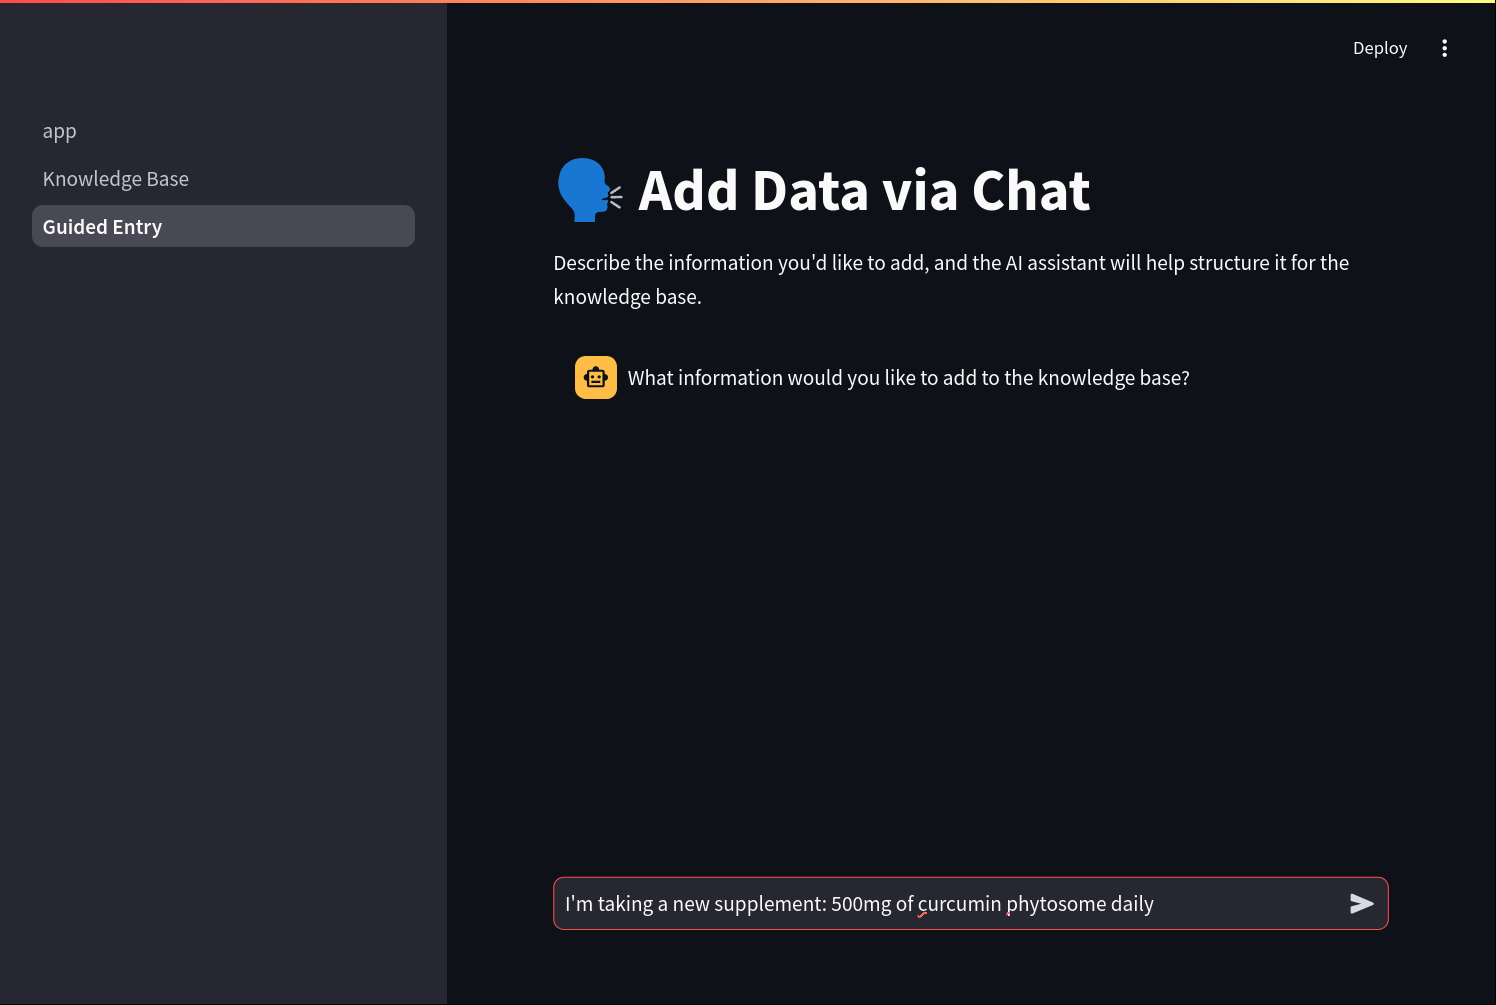 Deploy
app
Knowledge Base
Guided Entry
Add Data via Chat
Describe the information you'd like to add, and the AI assistant will help structure it for the
knowledge base.
What information would you like to add to the knowledge base?
I'm taking a new supplement: 500mg of curcumin phytosome daily